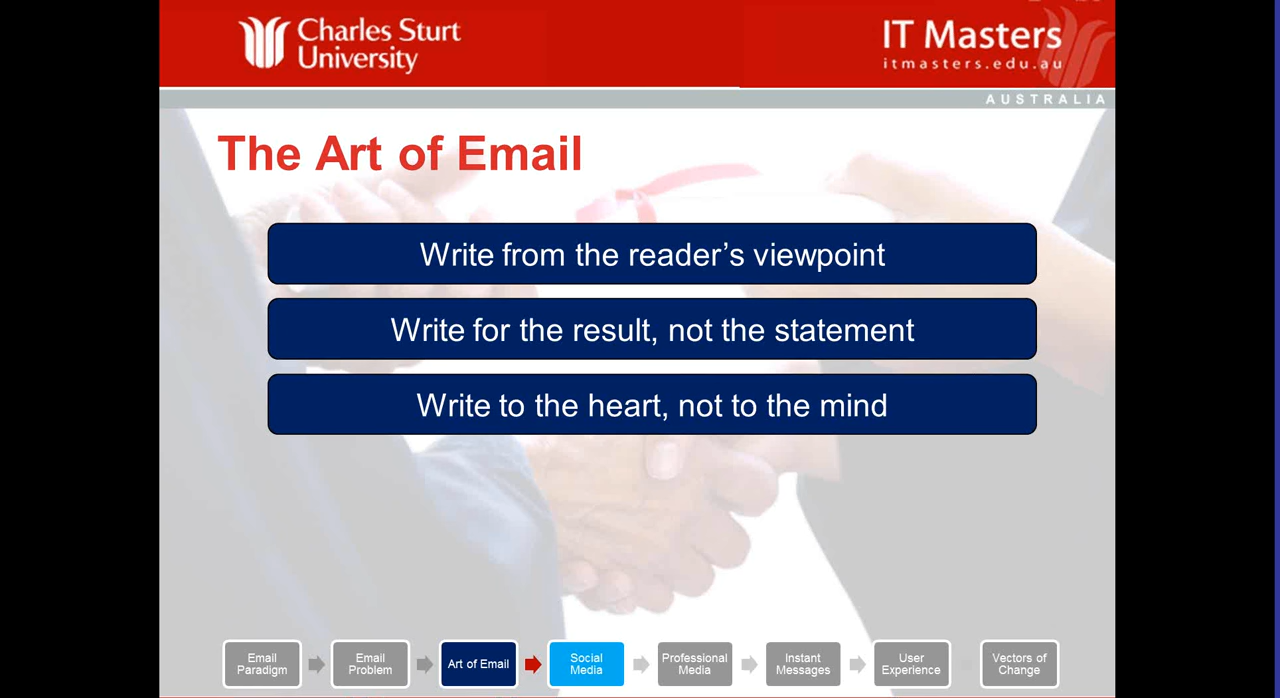 Charles Sturt
University
IT Masters
itmasters.edu.au
AUSTRALIA
The Art of Email
Write from the reader’s viewpoint
Write for the result, not the statement
Write to the heart, not to the mind
Email
Paradigm
Email
Problem
Art of Email
Social
Media
Professional
Media
Instant
Messages
User
Experience
Vectors of
Change